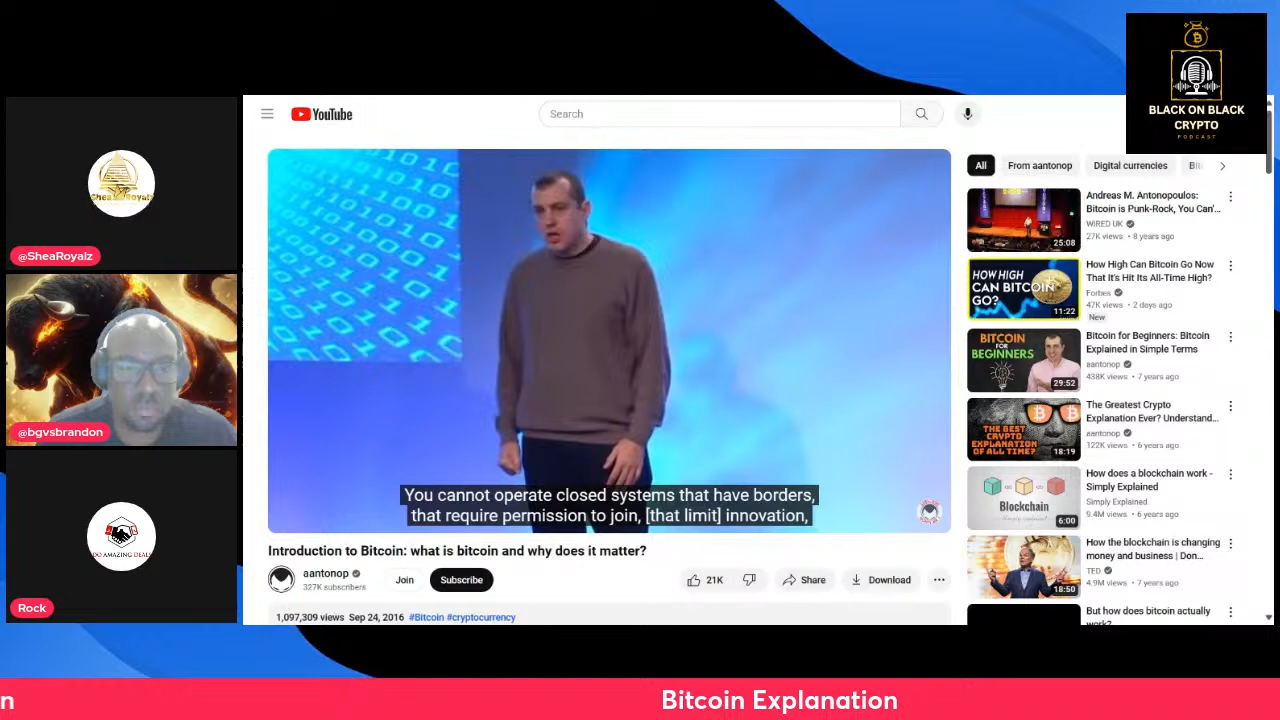 SheaRoyalz
@SheaRoyalz
@bgvsbrandon
DO AMAZING DEALS
Rock
YouTube
Search
BLACK ON BLACK
CRYPTO
PODCAST
You cannot operate closed systems that have borders,
that require permission to join, [that limit] innovation,
Introduction to Bitcoin: what is bitcoin and why does it matter?
aantonop
327K subscribers
Join
Subscribe
21K
Share
Download
1,097,309 views Sep 24, 2016 #Bitcoin #cryptocurrency
All
From aantonop
Digital currencies
Bit
25:08
Andreas M. Antonopoulos:
Bitcoin is Punk-Rock, You Can'...
WIRED UK
27K views • 8 years ago
HOW HIGH
CAN BITCOIN
GO?
11:22
How High Can Bitcoin Go Now
That It's Hit Its All-Time High?
Forbes
47K views • 2 days ago
New
BITCOIN
FOR
BEGINNERS
29:52
Bitcoin for Beginners: Bitcoin
Explained in Simple Terms
aantonop
438K views • 7 years ago
THE BEST
CRYPTO
EXPLANATION
OF ALL TIME?
18:19
The Greatest Crypto
Explanation Ever? Understand...
aantonop
122K views • 6 years ago
Blockchain
6:00
How does a blockchain work -
Simply Explained
Simply Explained
9.4M views • 6 years ago
18:50
How the blockchain is changing
money and business | Don...
TED
4.9M views • 7 years ago
But how does bitcoin actually
work?
n
Bitcoin Explanation